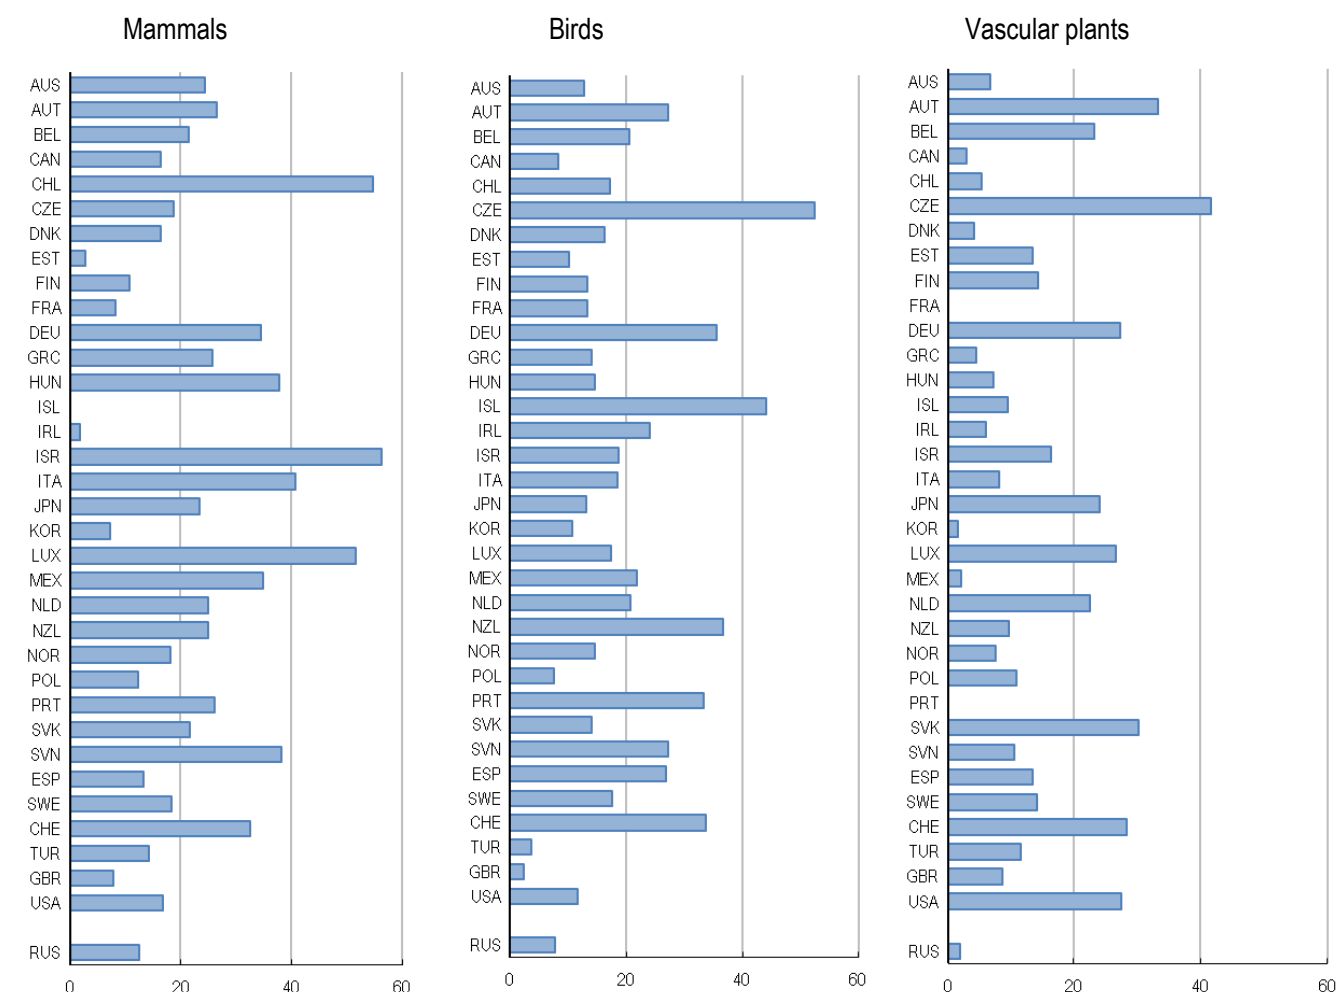 Mammals
AUS
AUT
BEL
CAN
CHL
CZE
DNK
EST
FIN
FRA
DEU
GRC
HUN
ISL
IRL
ISR
ITA
JPN
KOR
LUX
MEX
NLD
NZL
NOR
POL
PRT
SVK
SVN
ESP
SWE
CHE
TUR
GBR
USA
RUS
0 20 40 60
Birds
AUS
AUT
BEL
CAN
CHL
CZE
DNK
EST
FIN
FRA
DEU
GRC
HUN
ISL
IRL
ISR
ITA
JPN
KOR
LUX
MEX
NLD
NZL
NOR
POL
PRT
SVK
SVN
ESP
SWE
CHE
TUR
GBR
USA
RUS
0 20 40 60
Vascular plants
AUS
AUT
BEL
CAN
CHL
CZE
DNK
EST
FIN
FRA
DEU
GRC
HUN
ISL
IRL
ISR
ITA
JPN
KOR
LUX
MEX
NLD
NZL
NOR
POL
PRT
SVK
SVN
ESP
SWE
CHE
TUR
GBR
USA
RUS
0 20 40 60